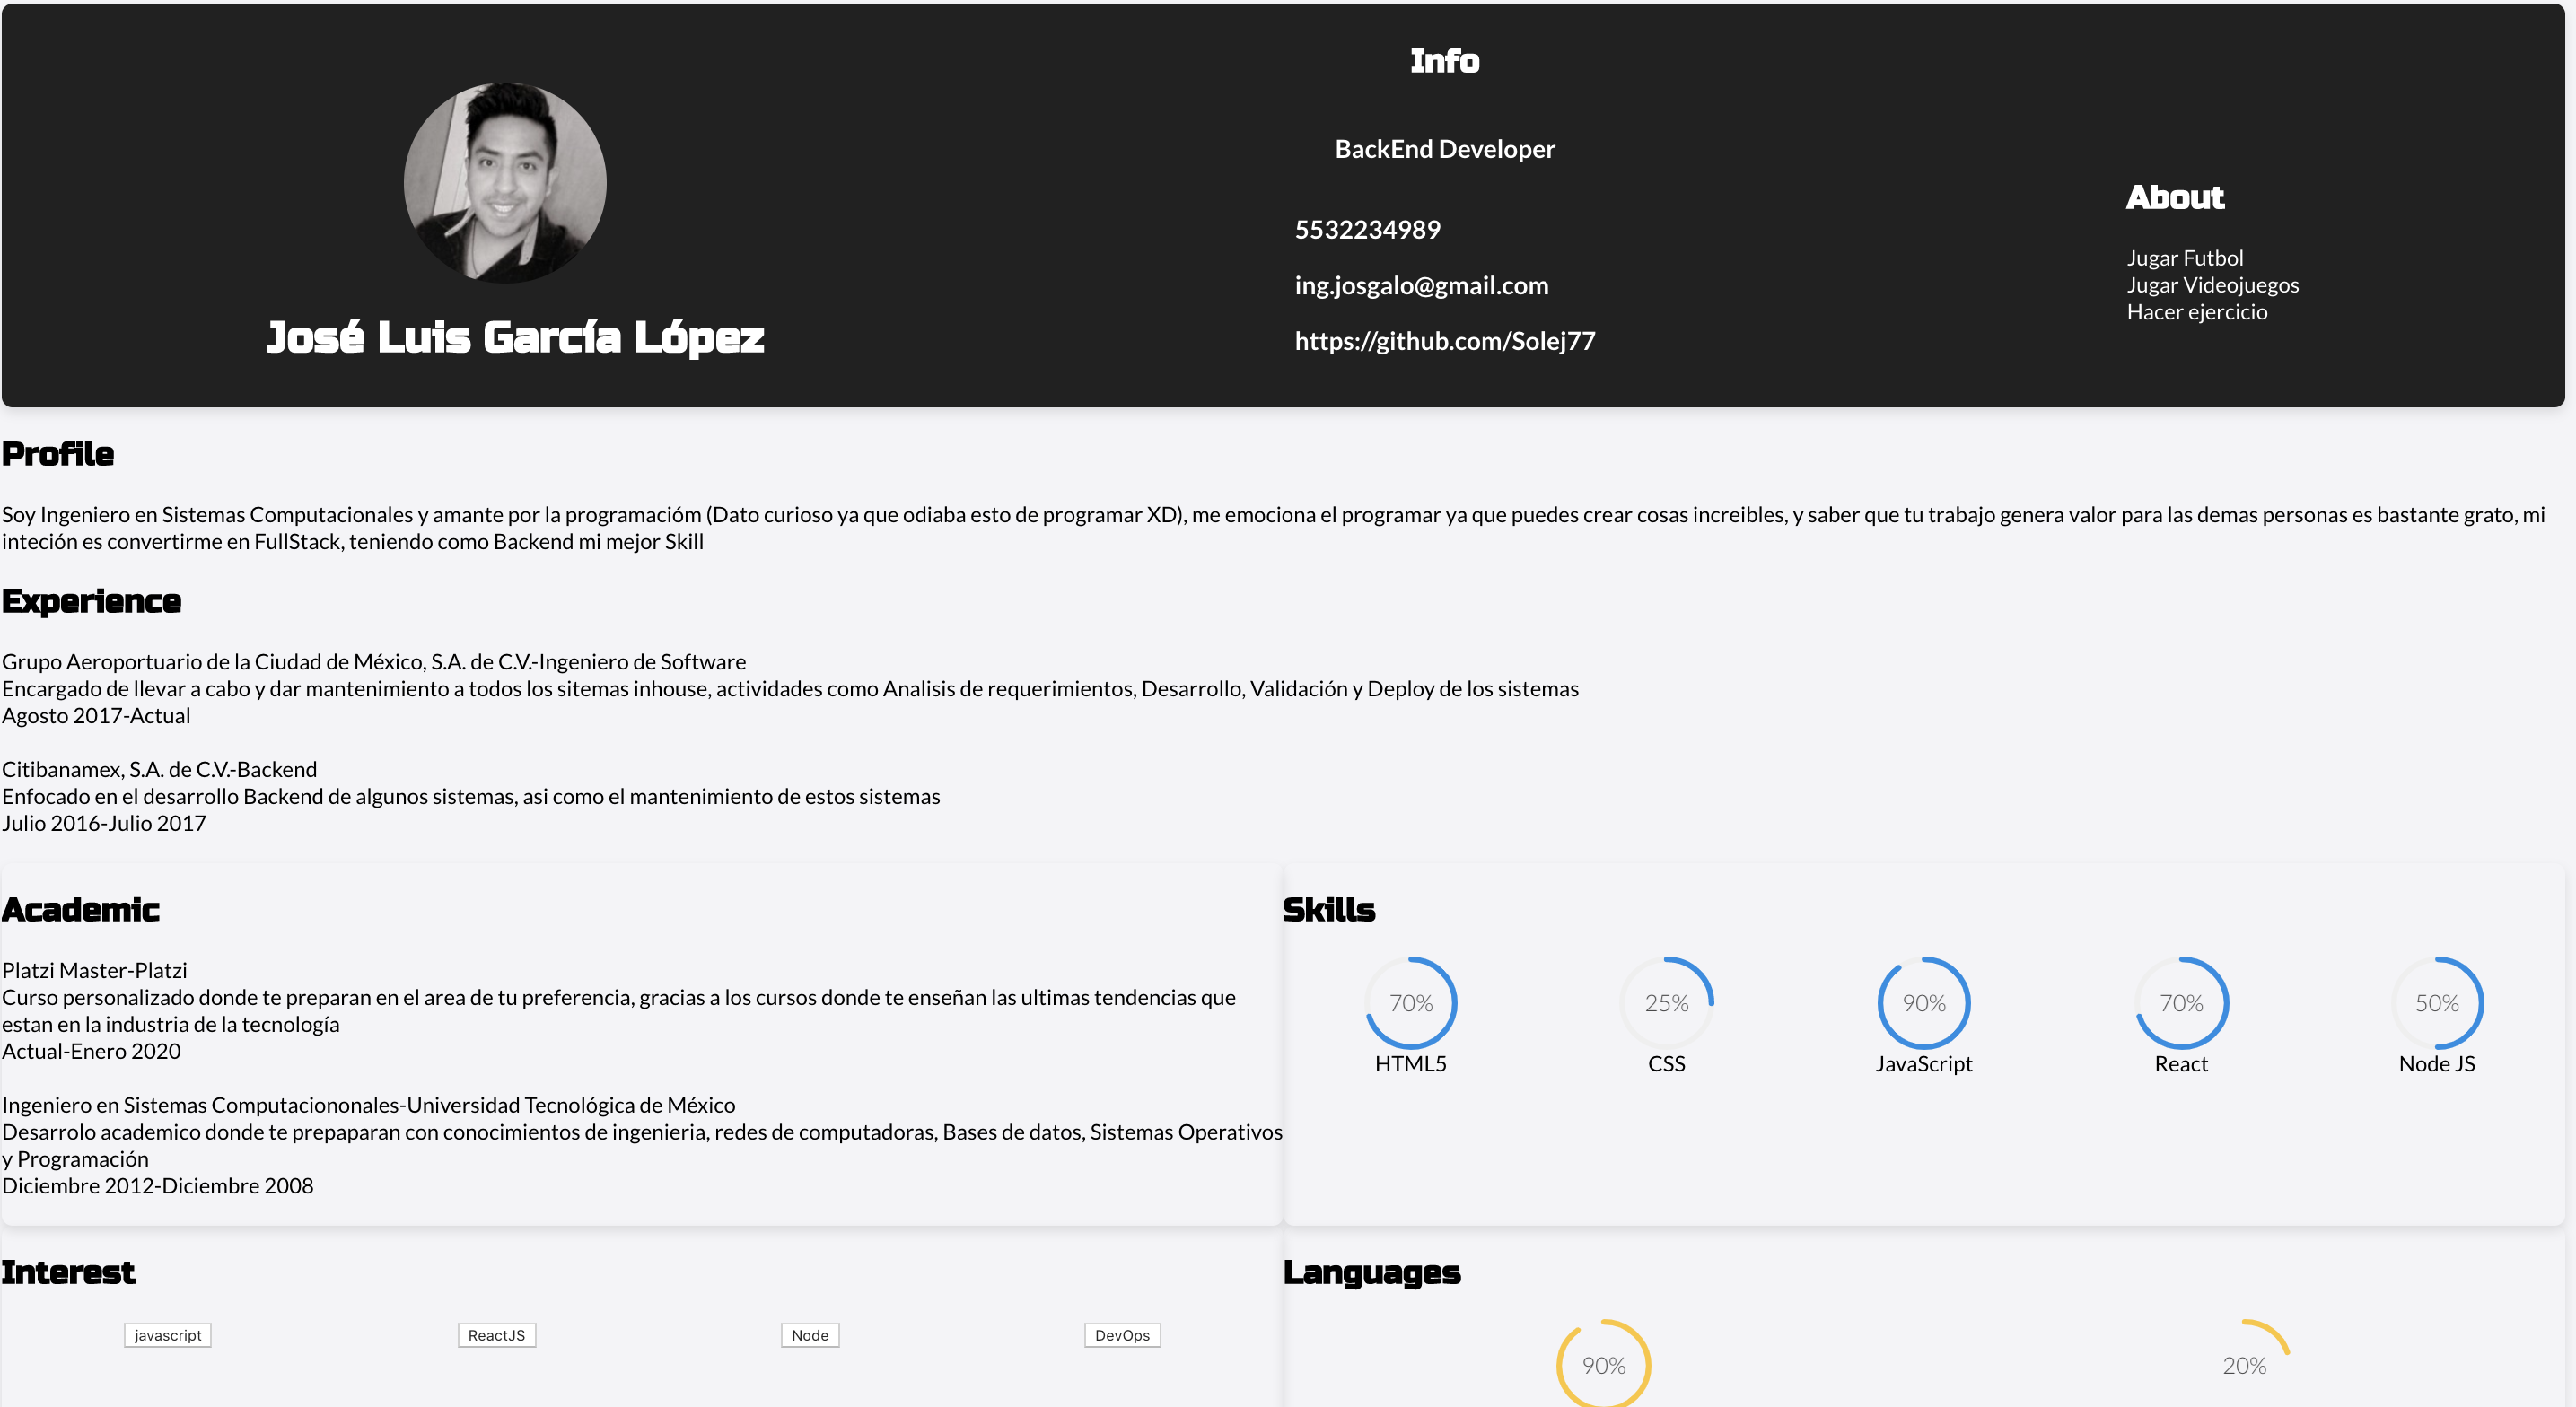 José Luis García López
Info
BackEnd Developer
5532234989
ing.josgalo@gmail.com
https://github.com/Solej77
About
Jugar Futbol
Jugar Videojuegos
Hacer ejercicio
Profile
Soy Ingeniero en Sistemas Computacionales y amante por la programacióm (Dato curioso ya que odiaba esto de programar XD), me emociona el programar ya que puedes crear cosas increibles, y saber que tu trabajo genera valor para las demas personas es bastante grato, mi
inteción es convertirme en FullStack, teniendo como Backend mi mejor Skill
Experience
Grupo Aeroportuario de la Ciudad de México, S.A. de C.V.-Ingeniero de Software
Encargado de llevar a cabo y dar mantenimiento a todos los sitemas inhouse, actividades como Analisis de requerimientos, Desarrollo, Validación y Deploy de los sistemas
Agosto 2017-Actual
Citibanamex, S.A. de C.V.-Backend
Enfocado en el desarrollo Backend de algunos sistemas, asi como el mantenimiento de estos sistemas
Julio 2016-Julio 2017
Academic
Platzi Master-Platzi
Curso personalizado donde te preparan en el area de tu preferencia, gracias a los cursos donde te enseñan las ultimas tendencias que
estan en la industria de la tecnología
Actual-Enero 2020
Ingeniero en Sistemas Computaciononales-Universidad Tecnológica de México
Desarrolo academico donde te prepaparan con conocimientos de ingenieria, redes de computadoras, Bases de datos, Sistemas Operativos
y Programación
Diciembre 2012-Diciembre 2008
Skills
70% 25% 90% 70% 50%
HTML5 CSS JavaScript React Node JS
Interest
javascript ReactJS Node DevOps
Languages
90% 20%